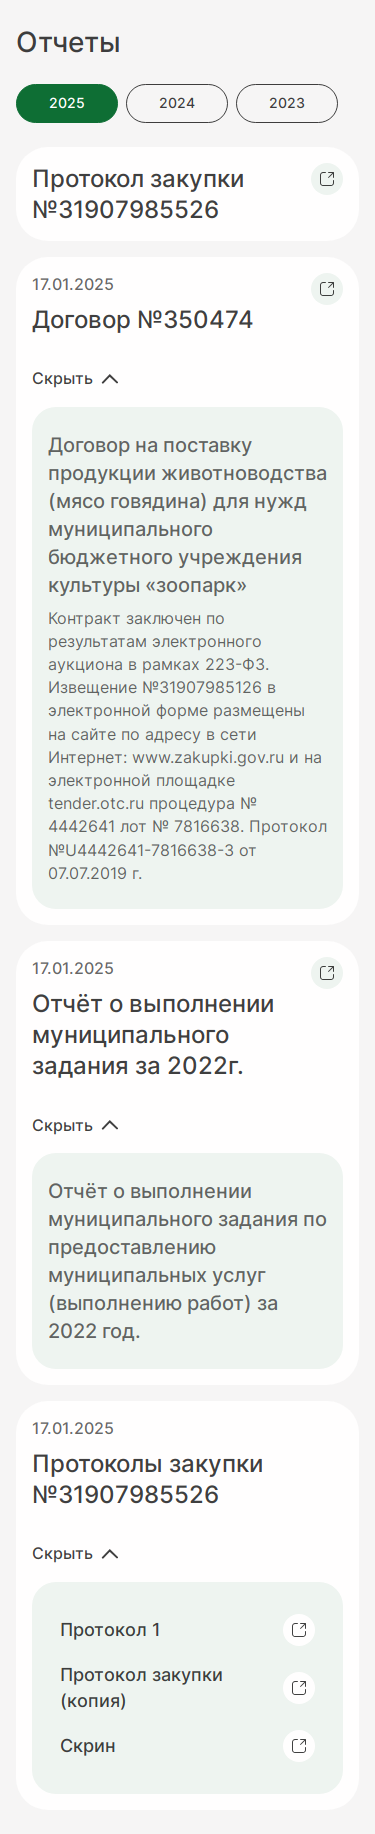 Отчеты
2025 2024 2023
Протокол закупки
№31907985526
17.01.2025
Договор №350474
Скрыть
Договор на поставку
продукции животноводства
(мясо говядина) для нужд
муниципального
бюджетного учреждения
культуры «зоопарк»
Контракт заключен по
результатам электронного
аукциона в рамках 223-ФЗ.
Извещение №31907985126 в
электронной форме размещены
на сайте по адресу в сети
Интернет: www.zakupki.gov.ru и на
электронной площадке
tender.otc.ru процедура №
4442641 лот № 7816638. Протокол
№U4442641-7816638-3 от
07.07.2019 г.
17.01.2025
Отчёт о выполнении
муниципального
задания за 2022г.
Скрыть
Отчёт о выполнении
муниципального задания по
предоставлению
муниципальных услуг
(выполнению работ) за
2022 год.
17.01.2025
Протоколы закупки
№31907985526
Скрыть
Протокол 1
Протокол закупки
(копия)
Скрин